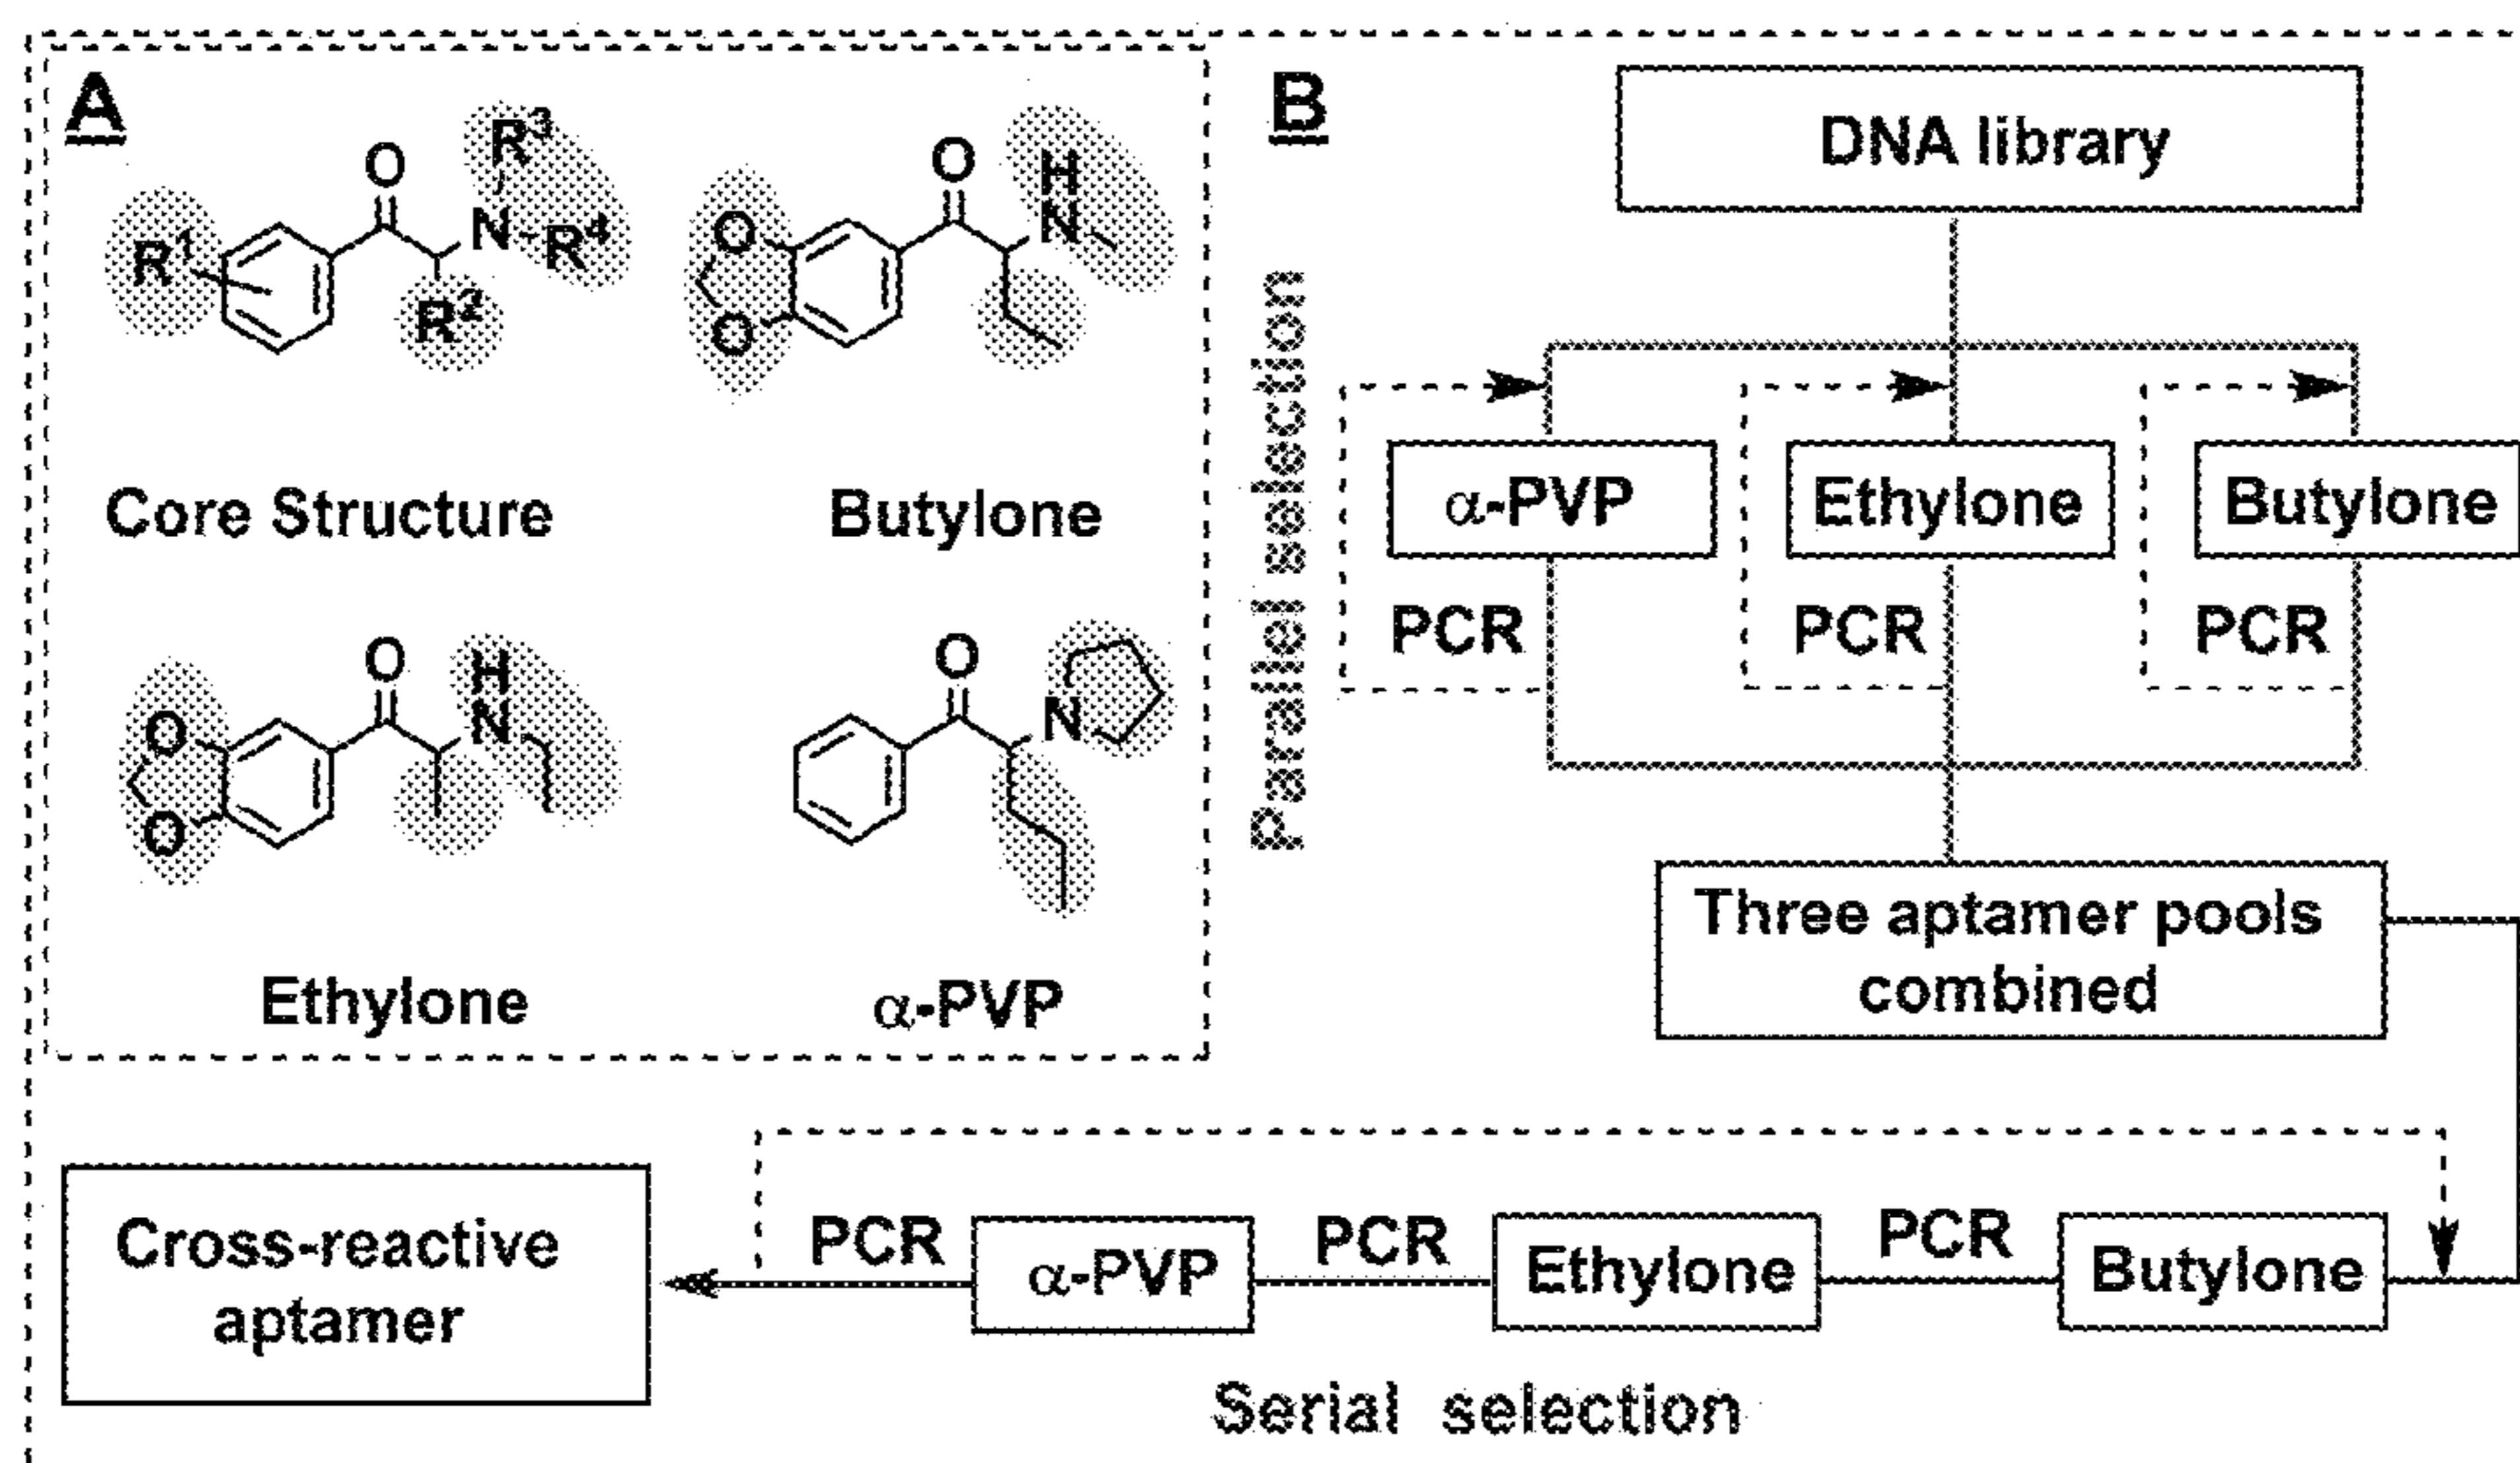 A
O
R³
N
R⁴
R¹
R²
Core Structure
O
H
N
O
O
Butylone
O
H
N
O
O
Ethylone
O
N
α-PVP
B
DNA library
Parallel selection
α-PVP
Ethylone
Butylone
PCR
PCR
PCR
Three aptamer pools
combined
Cross-reactive
aptamer
PCR
α-PVP
PCR
Ethylone
PCR
Butylone
Serial selection